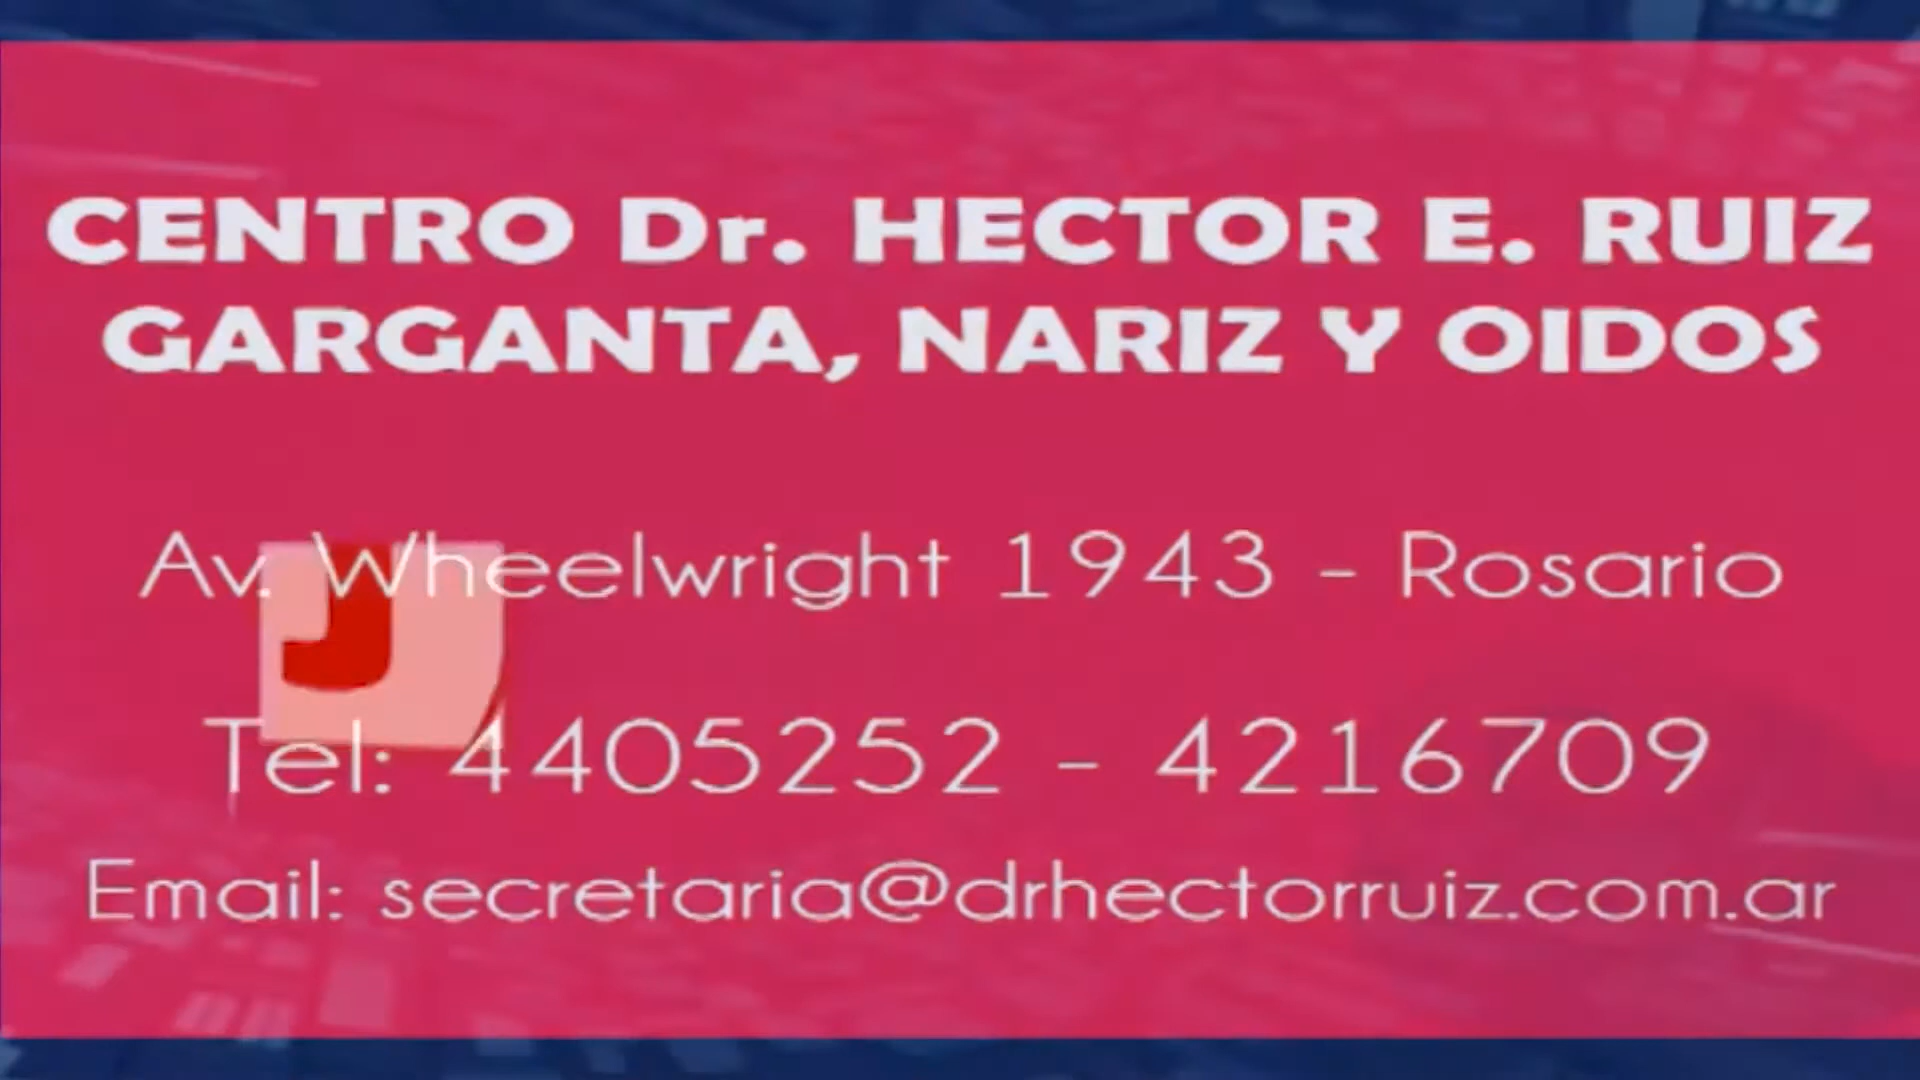 CENTRO Dr. HECTOR E. RUIZ
GARGANTA, NARIZ Y OIDOS
Av. Wheelwright 1943 - Rosario
Tel: 4405252 - 4216709
Email: secretaria@drhectorruiz.com.ar